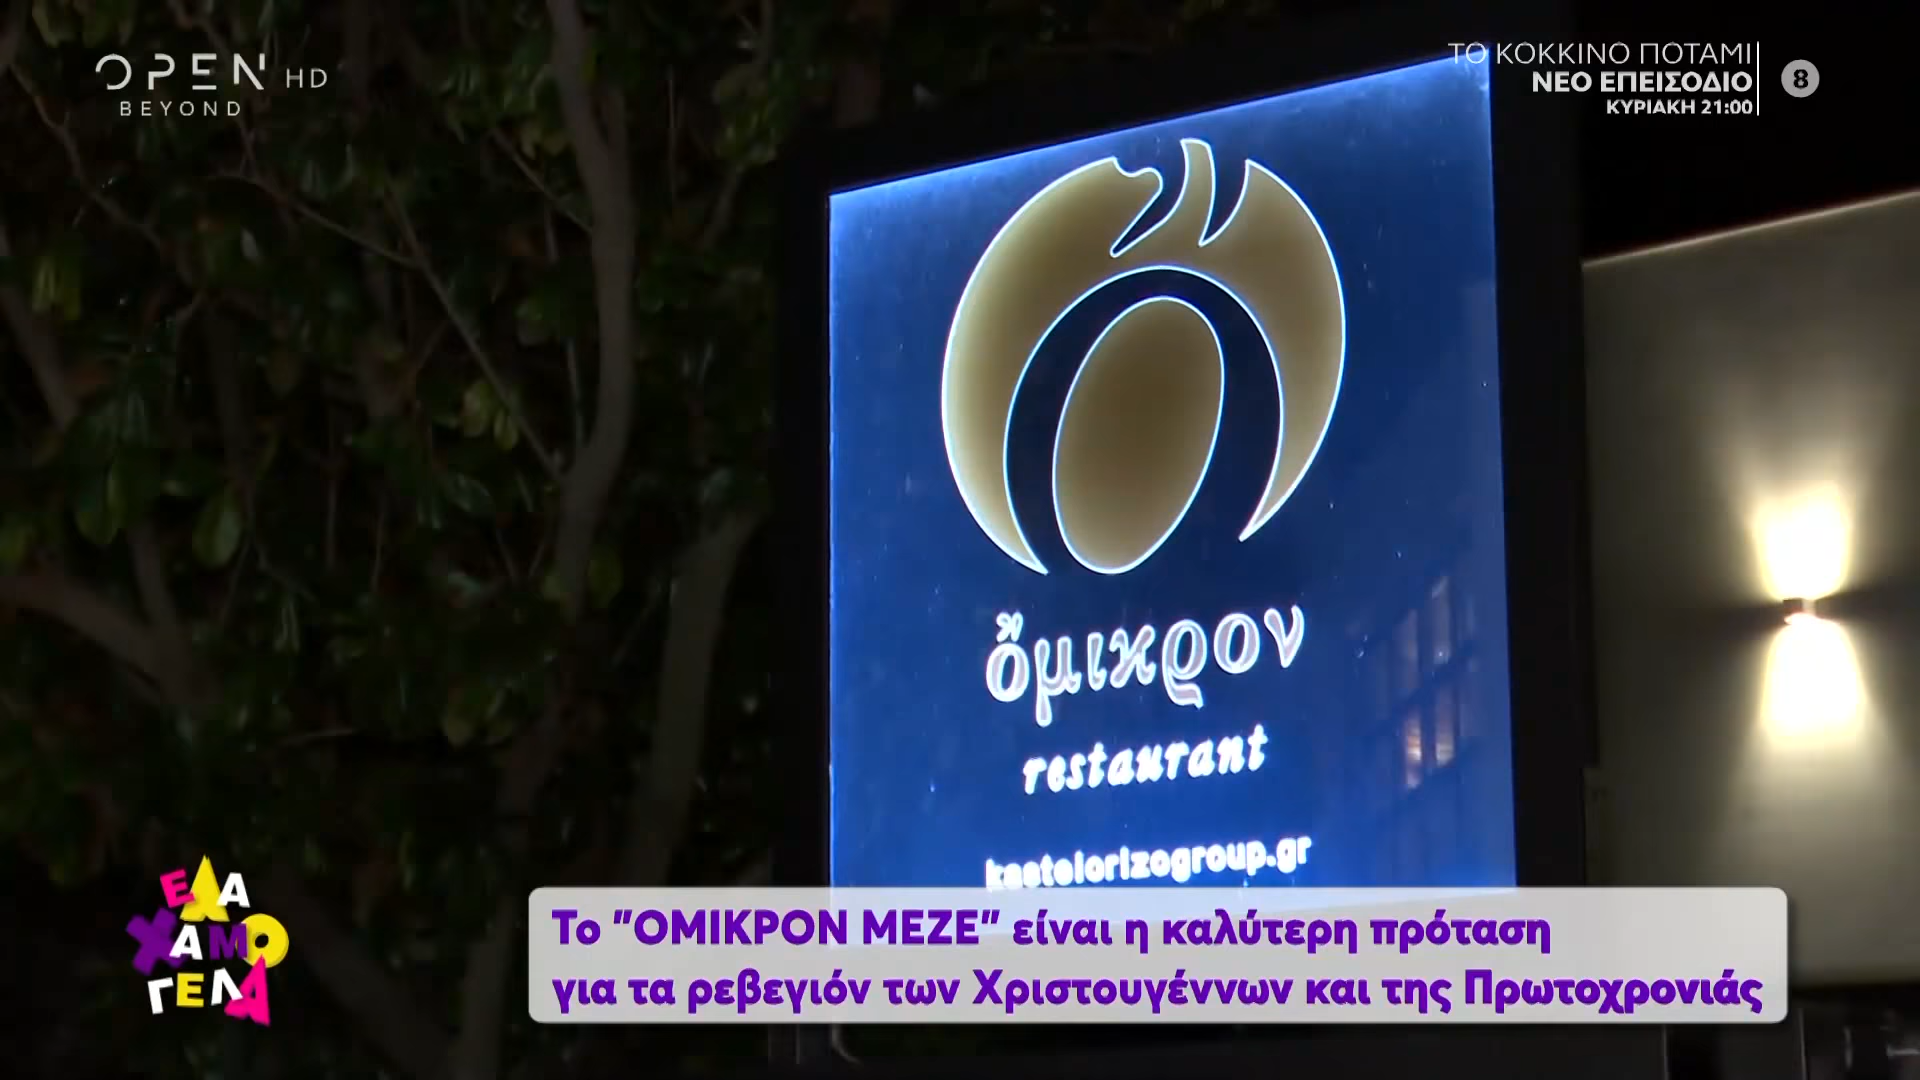 OPEN HD
BEYOND
ΤΟ ΚΟΚΚΙΝΟ ΠΟΤΑΜΙ
ΝΕΟ ΕΠΕΙΣΟΔΙΟ
ΚΥΡΙΑΚΗ 21:00
8
ὄμικρον
restaurant
kastelorizogroup.gr
ΕΛΑ
ΧΑΜΟ
ΓΕΛΑ
Το "ΟΜΙΚΡΟΝ ΜΕΖΕ" είναι η καλύτερη πρόταση
για τα ρεβεγιόν των Χριστουγέννων και της Πρωτοχρονιάς